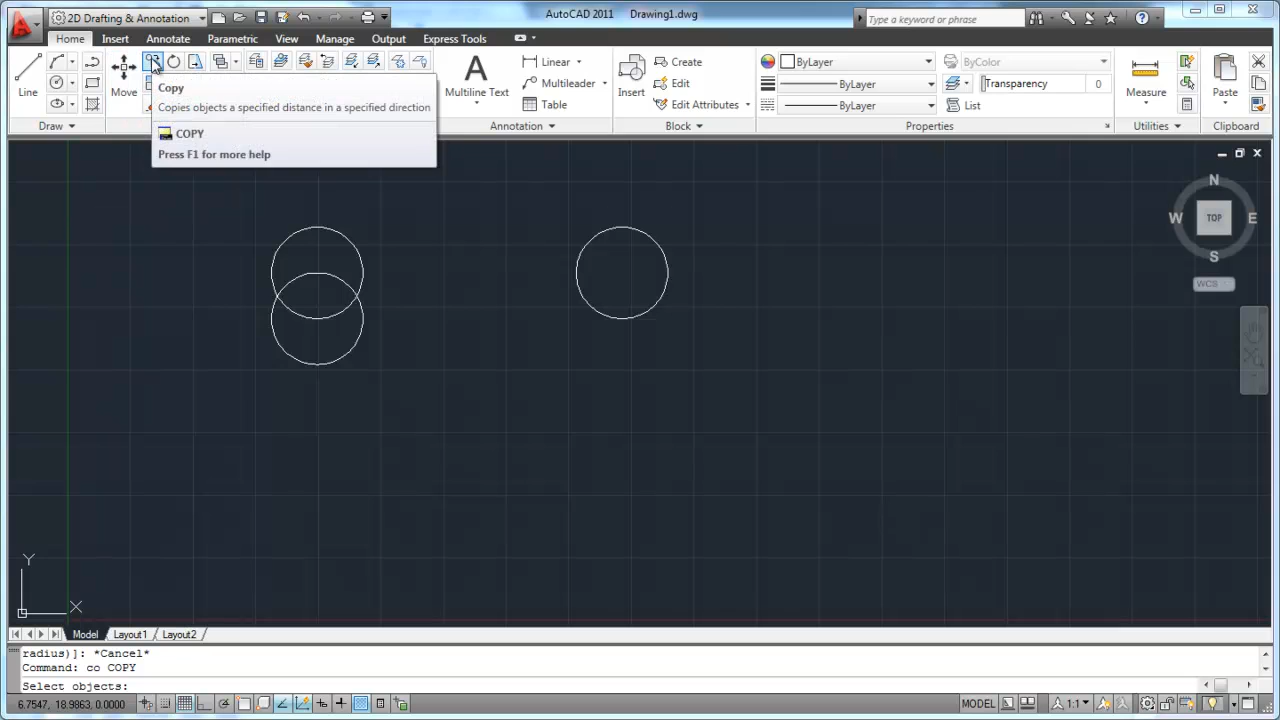 2D Drafting & Annotation
AutoCAD 2011 Drawing1.dwg
Type a keyword or phrase
Home Insert Annotate Parametric View Manage Output Express Tools
Line
Move
Multiline Text
Linear
Multileader
Table
Insert
Create
Edit
Edit Attributes
ByLayer
ByLayer
ByLayer
ByColor
Transparency 0
List
Measure
Paste
Draw
Annotation
Block
Properties
Utilities
Clipboard
Copy
Copies objects a specified distance in a specified direction
COPY
Press F1 for more help
N
W
TOP
E
S
WCS
Y
X
Model Layout1 Layout2
radius)]: *Cancel*
Command: co COPY
Select objects:
6.7547, 18.9863, 0.0000
MODEL
1:1